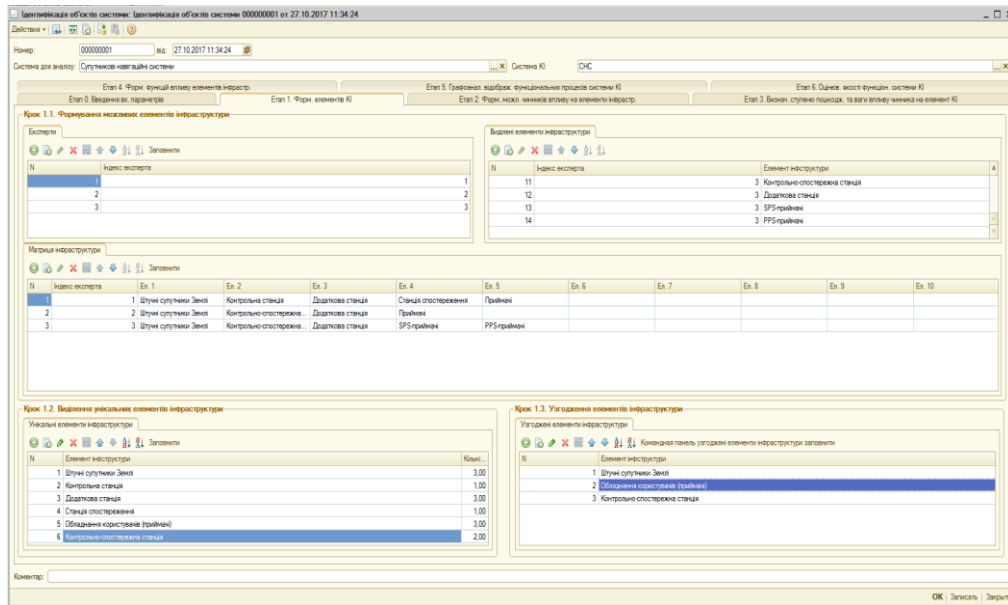 Ідентифікація об'єктів системи: Ідентифікація об'єктів системи 000000001 от 27.10.2017 11:34:24
Действия
Номер: 000000001 від: 27.10.2017 11:34:24
Система для аналізу: Супутникові навігаційні системи ... X Система КІ: СНС ... X
Етап 4. Форм. функцій впливу елементів інфрастр. Етап 5. Графоанал. відображ. функціональних процесів системи КІ Етап 6. Оцінюв. якості функціон. системи КІ
Етап 0. Введення вх. параметрів Етап 1. Форм. елементів КІ Етап 2. Форм. можл. чинників впливу на елементи інфрастр. Етап 3. Визнач. ступеню пошкодж. та ваги впливу чинника на елемент КІ
Крок 1.1. Формування можливих елементів інфраструктури
Експерти Виділені елементи інфраструктури
Заповнити
N Індекс експерта N Індекс експерта Елемент інфструктури
1 1 11 3 Контрольно-спостережна станція
2 2 12 3 Додаткова станція
3 3 13 3 SPS-приймачі
14 3 PPS-приймачі
Матриця інфраструктури
Заповнити
N Індекс експерта Ел. 1 Ел. 2 Ел. 3 Ел. 4 Ел. 5 Ел. 6 Ел. 7 Ел. 8 Ел. 9 Ел. 10
1 1 Штучні супутники Землі Контрольна станція Додаткова станція Станція спостереження Приймачі
2 2 Штучні супутники Землі Контрольно-спостережна... Додаткова станція Приймачі
3 3 Штучні супутники Землі Контрольно-спостережна... Додаткова станція SPS-приймачі PPS-приймачі
Крок 1.2. Виділення унікальних елементів інфраструктури Крок 1.3. Узгодження елементів інфраструктури
Унікальні елементи інфраструктури Узгоджені елементи інфраструктури
Заповнити Командная панель узгоджені елементи інфраструктури заповнити
N Елемент інфструктури Кількі... N Елемент інфструктури
1 Штучні супутники Землі 3,00 1 Штучні супутники Землі
2 Контрольна станція 1,00 2 Обладнання користувачів (приймачі)
3 Додаткова станція 3,00 3 Контрольно-спостережна станція
4 Станція спостереження 1,00
5 Обладнання користувачів (приймачі) 3,00
6 Контрольно-спостережна станція 2,00
Коментар:
OK Записать Закрыт